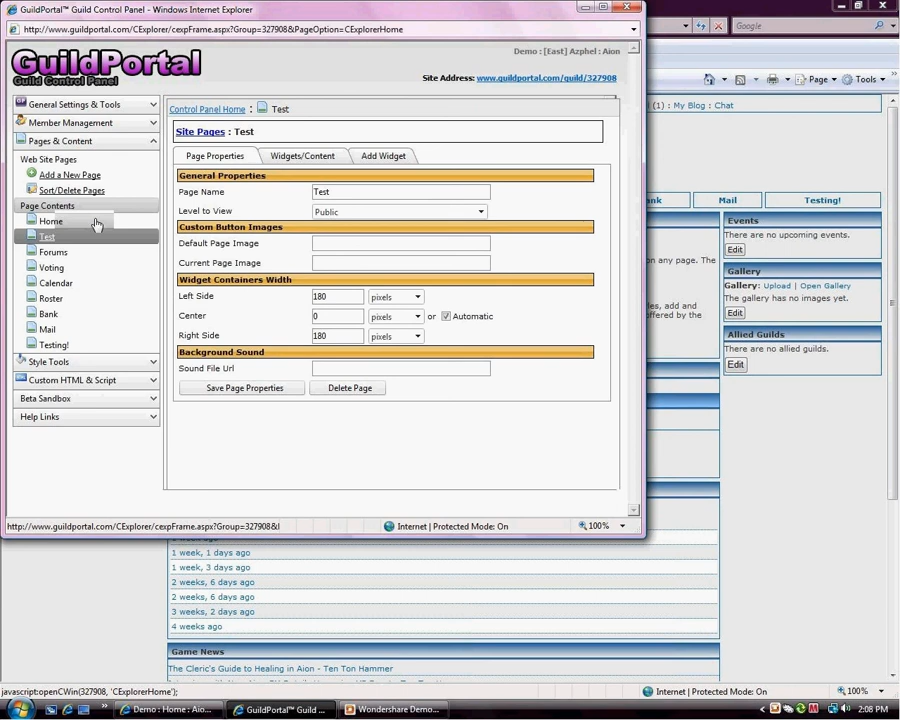 GuildPortal™ Guild Control Panel - Windows Internet Explorer
http://www.guildportal.com/CExplorer/cexpFrame.aspx?Group=327908&PageOption=CExplorerHome
Google
GuildPortal
Guild Control Panel
Demo : [East] Azphel : Aion
Site Address: www.guildportal.com/guild/327908
Page
Tools
General Settings & Tools
Member Management
Pages & Content
Web Site Pages
Add a New Page
Sort/Delete Pages
Page Contents
Home
Test
Forums
Voting
Calendar
Roster
Bank
Mail
Testing!
Style Tools
Custom HTML & Script
Beta Sandbox
Help Links
Control Panel Home : Test
Site Pages : Test
Page Properties
Widgets/Content
Add Widget
General Properties
Page Name Test
Level to View Public
Custom Button Images
Default Page Image
Current Page Image
Widget Containers Width
Left Side 180 pixels
Center 0 pixels or Automatic
Right Side 180 pixels
Background Sound
Sound File Url
Save Page Properties
Delete Page
http://www.guildportal.com/CExplorer/cexpFrame.aspx?Group=327908&l
Internet | Protected Mode: On
100%
(1) : My Blog : Chat
ank
Mail
Testing!
on any page. The
les, add and
offered by the
Events
There are no upcoming events.
Edit
Gallery
Gallery: Upload | Open Gallery
The gallery has no images yet.
Edit
Allied Guilds
There are no allied guilds.
Edit
1 week, 1 days ago
1 week, 3 days ago
2 weeks, 6 days ago
2 weeks, 6 days ago
3 weeks, 2 days ago
4 weeks ago
Game News
The Cleric's Guide to Healing in Aion - Ten Ton Hammer
javascript:openCWin(327908, 'CExplorerHome');
Internet | Protected Mode: On
100%
Demo : Home : Aio...
GuildPortal™ Guild ...
Wondershare Demo...
2:08 PM